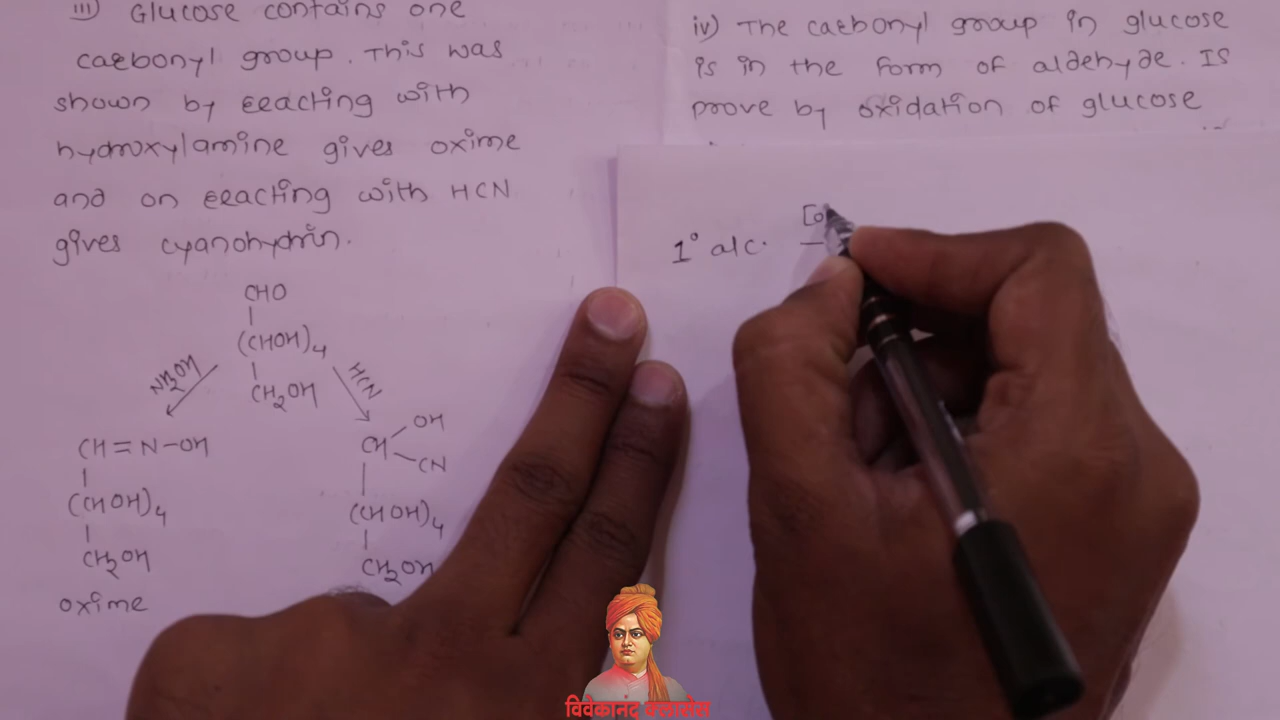 iii) Glucose contains one
carbonyl group. This was
shown by reacting with
hydroxylamine gives oxime
and on reacting with HCN
gives cyanohydrin.
CHO
(CHOH)4
CH2OH
NH2OH
HCN
CH=N-OH
(CHOH)4
CH2OH
oxime
OH
CH
CN
(CHOH)4
CH2OH
iv) The carbonyl group in glucose
is in the form of aldehyde. Is
prove by oxidation of glucose
1° alc.
[O
विवेकानंद क्लासेस